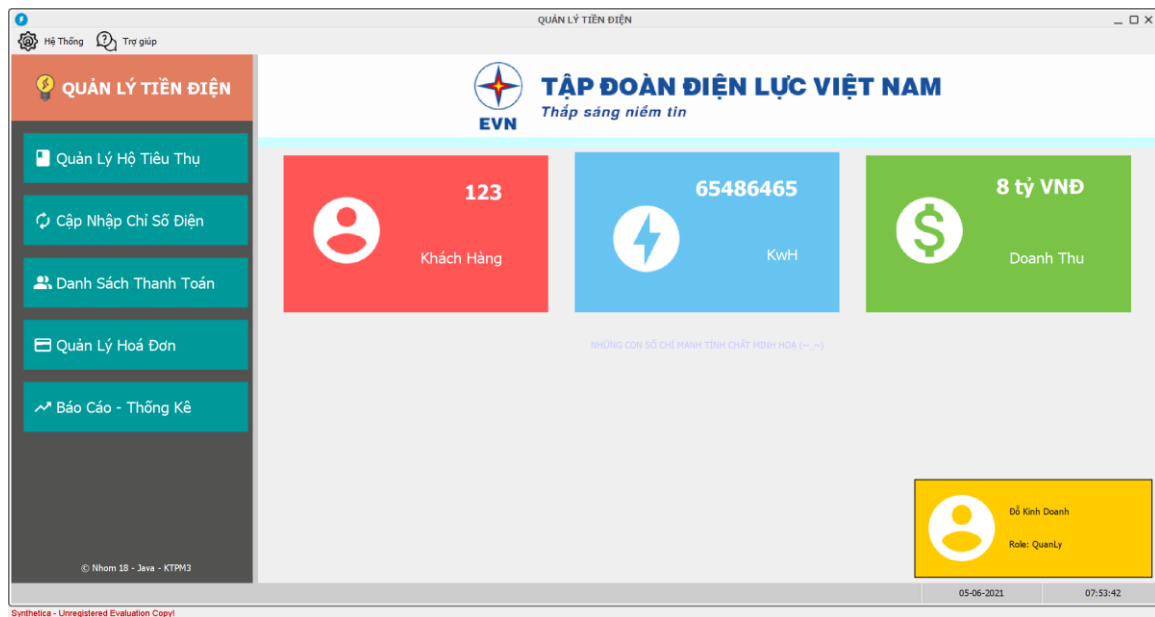 QUẢN LÝ TIỀN ĐIỆN
Hệ Thống
Trợ giúp
QUẢN LÝ TIỀN ĐIỆN
Quản Lý Hộ Tiêu Thụ
Cập Nhập Chỉ Số Điện
Danh Sách Thanh Toán
Quản Lý Hoá Đơn
Báo Cáo - Thống Kê
© Nhom 18 - Java - KTPM3
EVN
TẬP ĐOÀN ĐIỆN LỰC VIỆT NAM
Thắp sáng niềm tin
123
Khách Hàng
65486465
KwH
8 tỷ VNĐ
Doanh Thu
NHỮNG CON SỐ CHỈ MANH TÍNH CHẤT MINH HOẠ (~_~)
Đỗ Kinh Doanh
Role: QuanLy
05-06-2021
07:53:42
Synthetica - Unregistered Evaluation Copy!